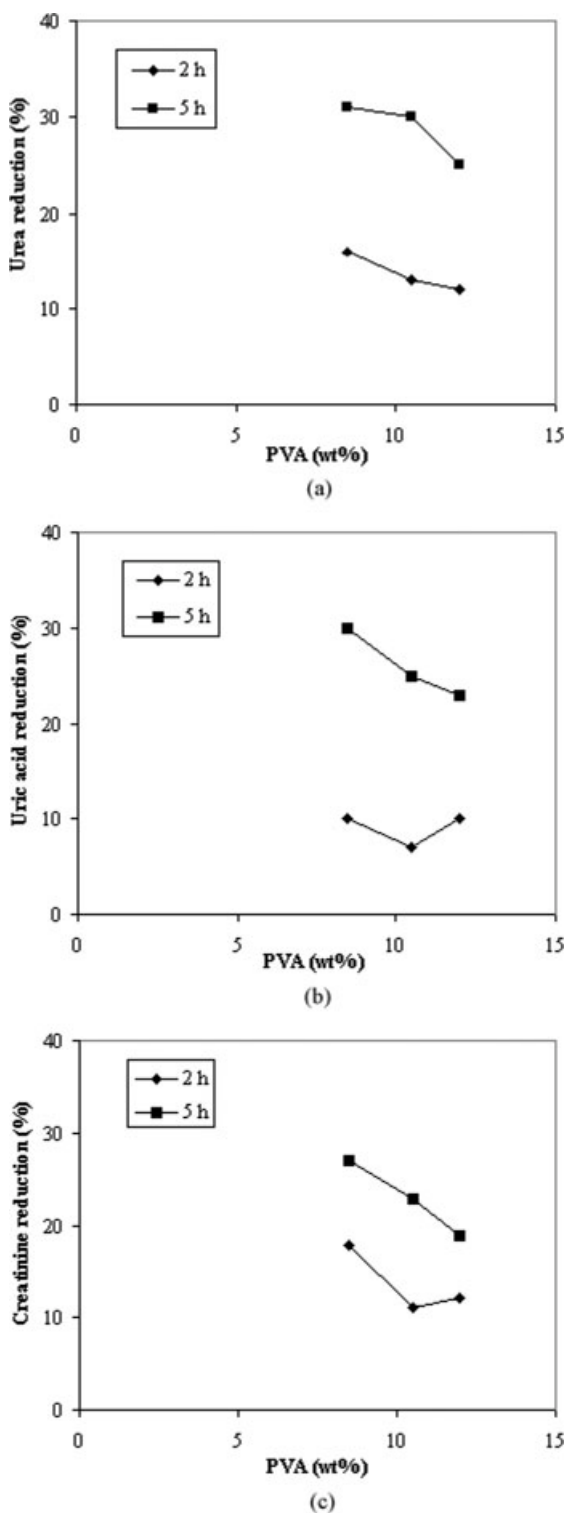 40
30
20
10
0
Urea reduction (%)
2 h
5 h
0 5 10 15
PVA (wt%)
(a)
40
30
20
10
0
Uric acid reduction (%)
2 h
5 h
0 5 10 15
PVA (wt%)
(b)
40
30
20
10
0
Creatinine reduction (%)
2 h
5 h
0 5 10 15
PVA (wt%)
(c)